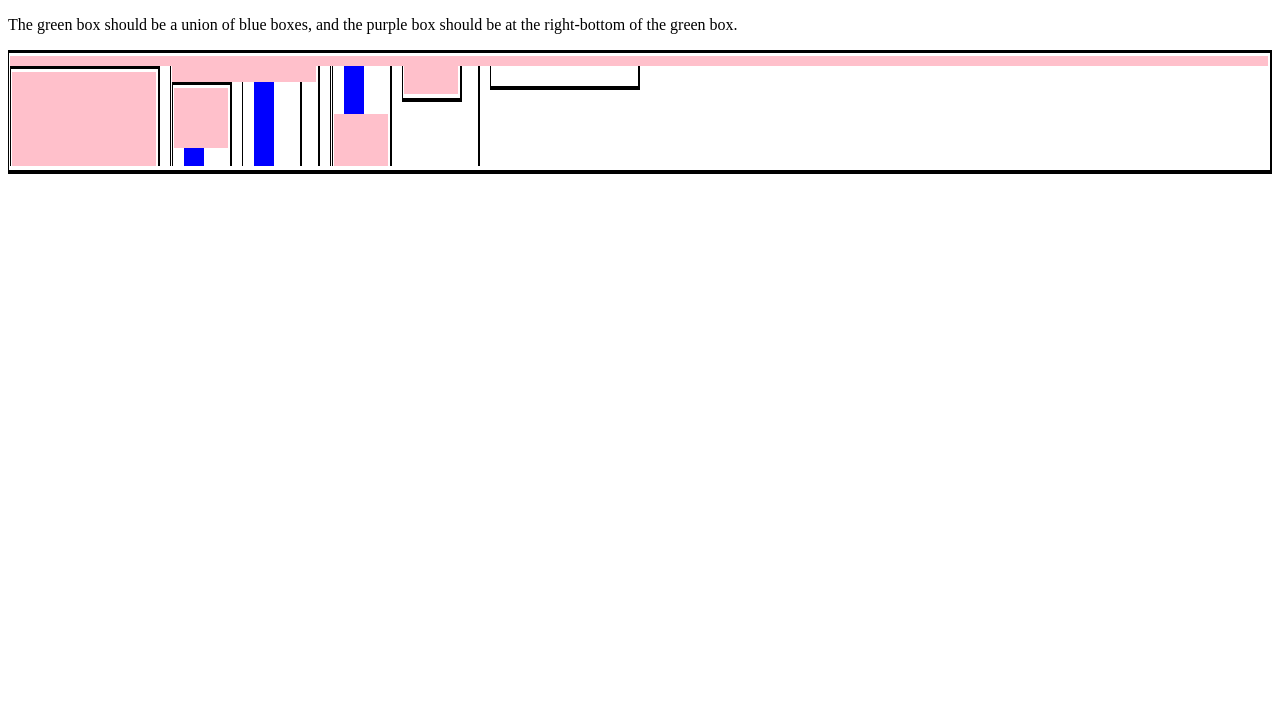 The green box should be a union of blue boxes, and the purple box should be at the right-bottom of the green box.